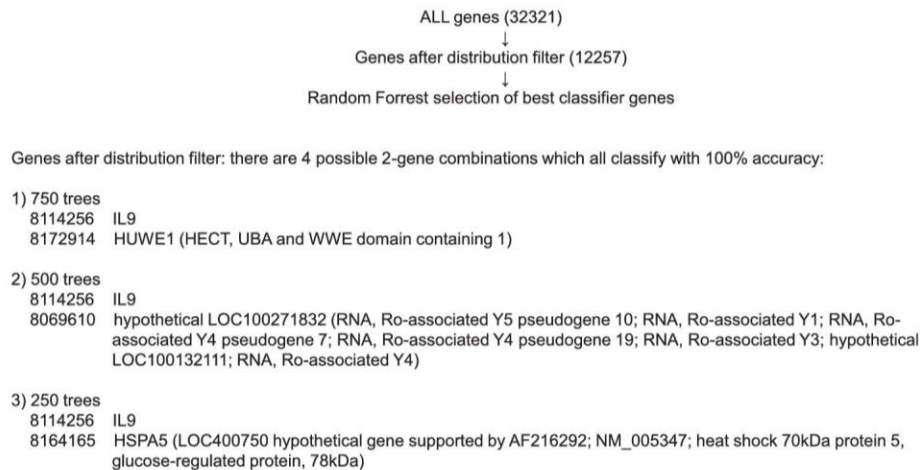 ALL genes (32321)
↓
Genes after distribution filter (12257)
↓
Random Forrest selection of best classifier genes
Genes after distribution filter: there are 4 possible 2-gene combinations which all classify with 100% accuracy:
1) 750 trees
8114256 IL9
8172914 HUWE1 (HECT, UBA and WWE domain containing 1)
2) 500 trees
8114256 IL9
8069610 hypothetical LOC100271832 (RNA, Ro-associated Y5 pseudogene 10; RNA, Ro-associated Y1; RNA, Ro-
associated Y4 pseudogene 7; RNA, Ro-associated Y4 pseudogene 19; RNA, Ro-associated Y3; hypothetical
LOC100132111; RNA, Ro-associated Y4)
3) 250 trees
8114256 IL9
8164165 HSPA5 (LOC400750 hypothetical gene supported by AF216292; NM_005347; heat shock 70kDa protein 5,
glucose-regulated protein, 78kDa)